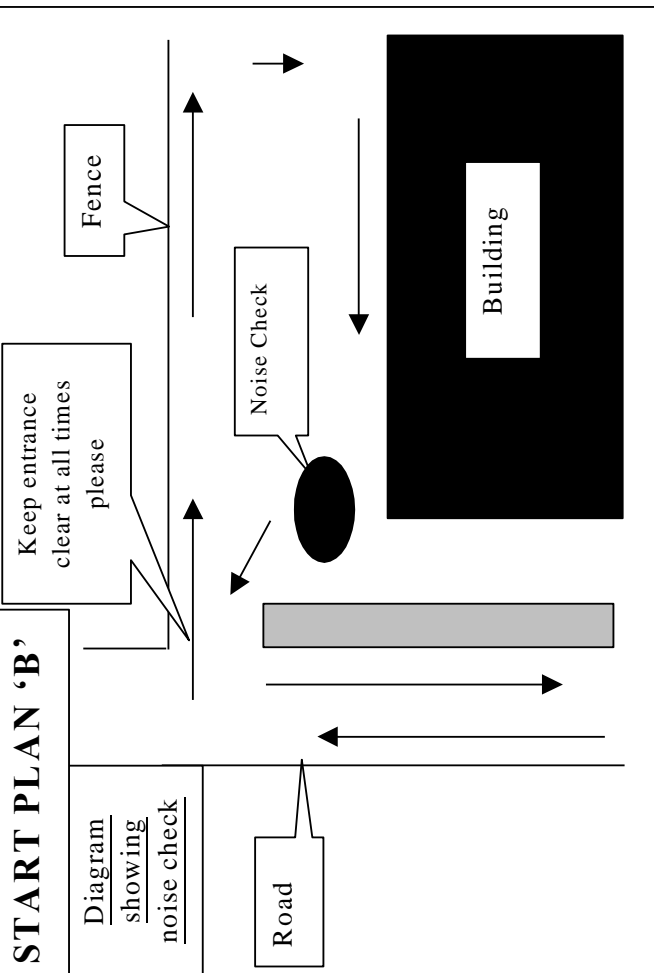 START PLAN ‘B’
Diagram
showing
noise check
Keep entrance
clear at all times
please
Fence
Road
Noise Check
Building